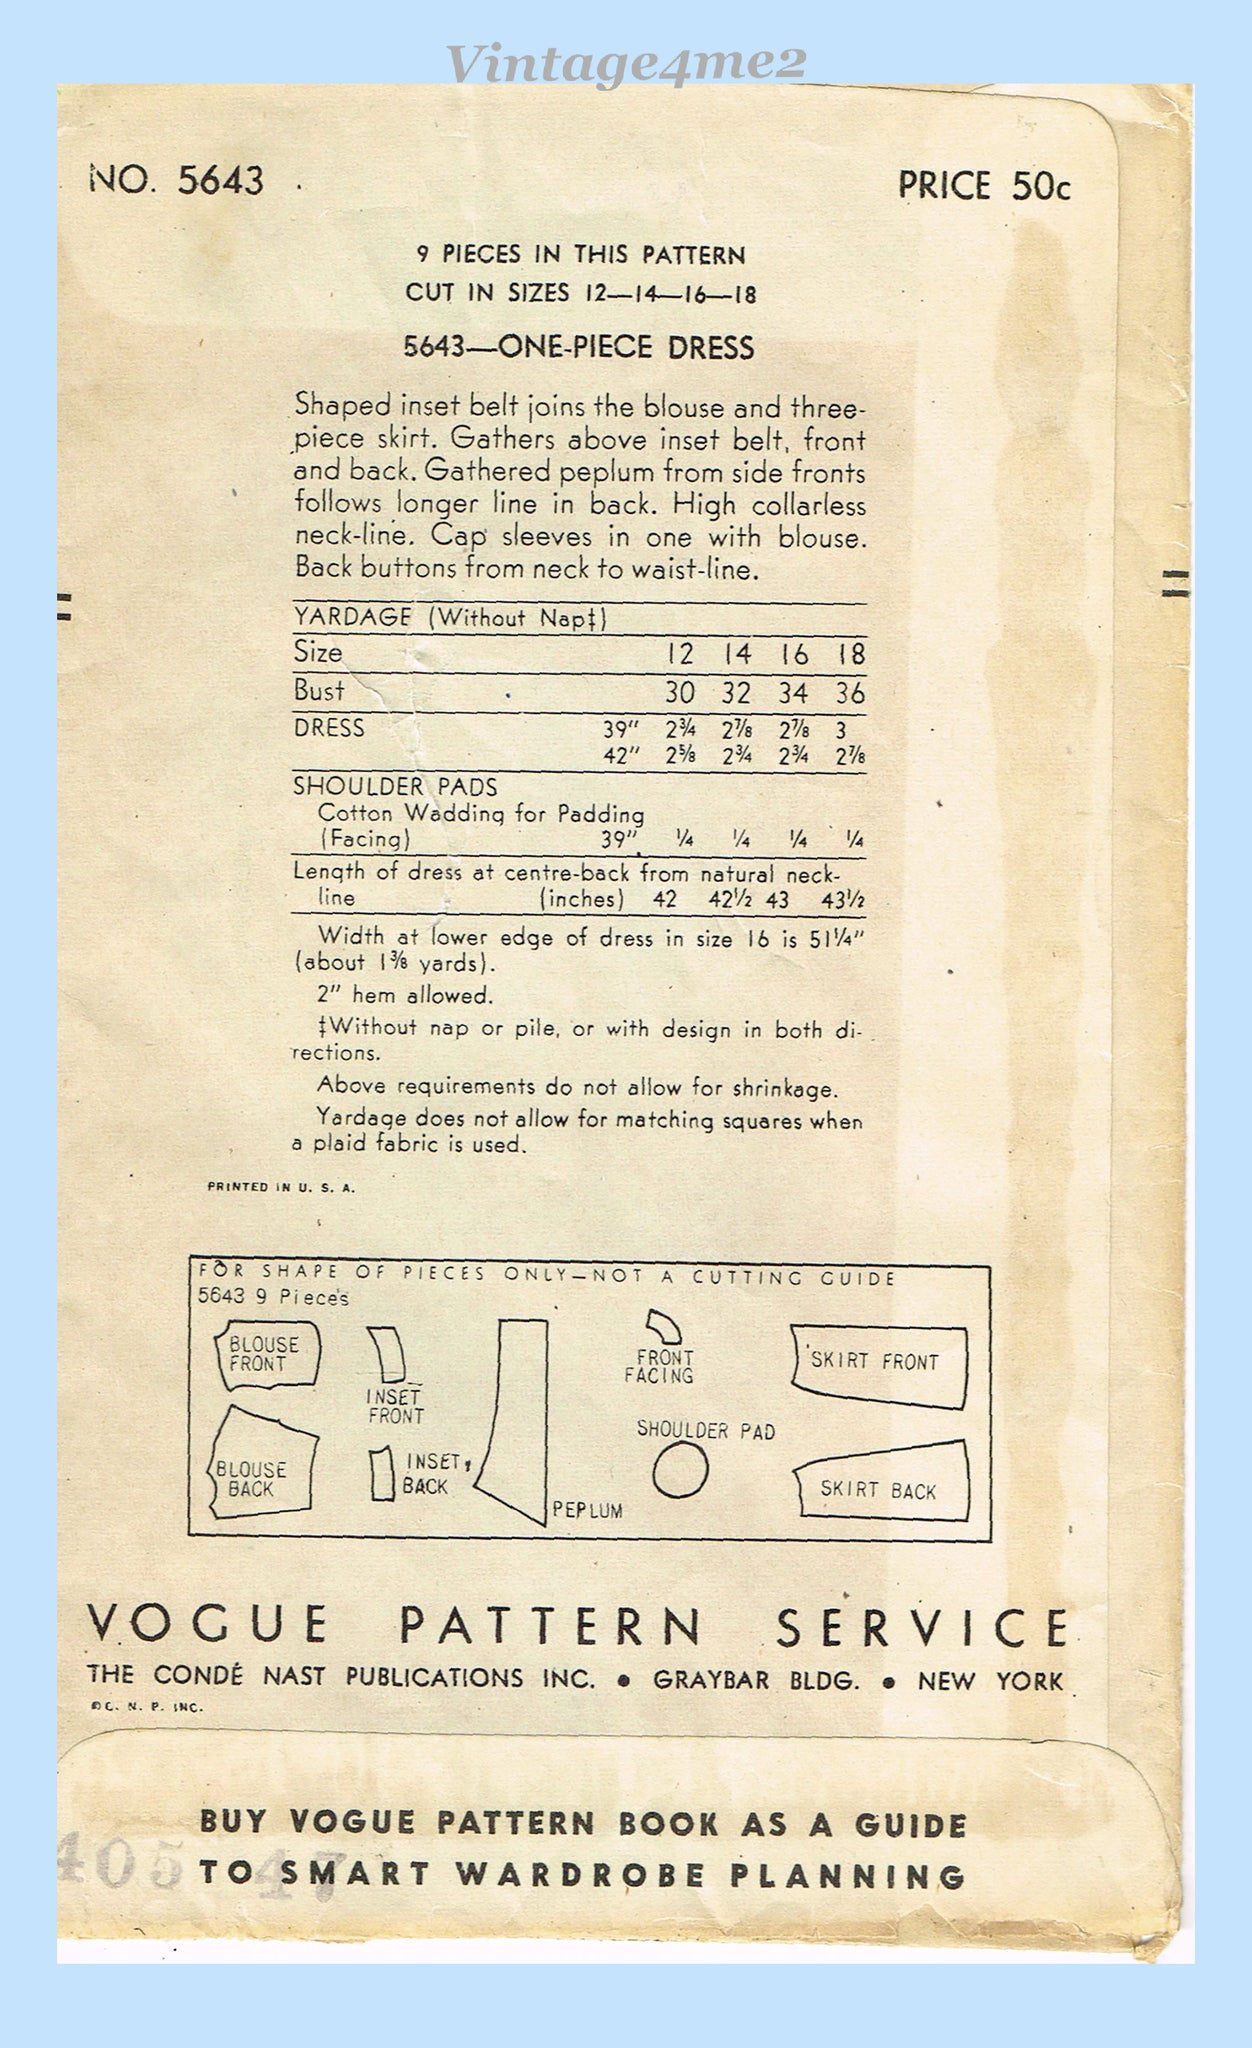 Vintage4me2
NO. 5643
PRICE 50c
9 PIECES IN THIS PATTERN
CUT IN SIZES 12—14—16—18
5643—ONE-PIECE DRESS
Shaped inset belt joins the blouse and three-
piece skirt. Gathers above inset belt, front
and back. Gathered peplum from side fronts
follows longer line in back. High collarless
neck-line. Cap sleeves in one with blouse.
Back buttons from neck to waist-line.
YARDAGE (Without Nap‡)
Size 12 14 16 18
Bust 30 32 34 36
DRESS 39" 2¾ 2⅞ 2⅞ 3
42" 2⅝ 2¾ 2¾ 2⅞
SHOULDER PADS
Cotton Wadding for Padding
(Facing) 39" ¼ ¼ ¼ ¼
Length of dress at centre-back from natural neck-
line (inches) 42 42½ 43 43½
Width at lower edge of dress in size 16 is 51¼"
(about 1⅜ yards).
2" hem allowed.
‡Without nap or pile, or with design in both di-
rections.
Above requirements do not allow for shrinkage.
Yardage does not allow for matching squares when
a plaid fabric is used.
PRINTED IN U. S. A.
FOR SHAPE OF PIECES ONLY—NOT A CUTTING GUIDE
5643 9 Pieces
BLOUSE
FRONT
INSET
FRONT
FRONT
FACING
SKIRT FRONT
BLOUSE
BACK
INSET
BACK
PEPLUM
SHOULDER PAD
SKIRT BACK
VOGUE PATTERN SERVICE
THE CONDÉ NAST PUBLICATIONS INC. • GRAYBAR BLDG. • NEW YORK
©C. N. P. INC.
BUY VOGUE PATTERN BOOK AS A GUIDE
TO SMART WARDROBE PLANNING
405 47